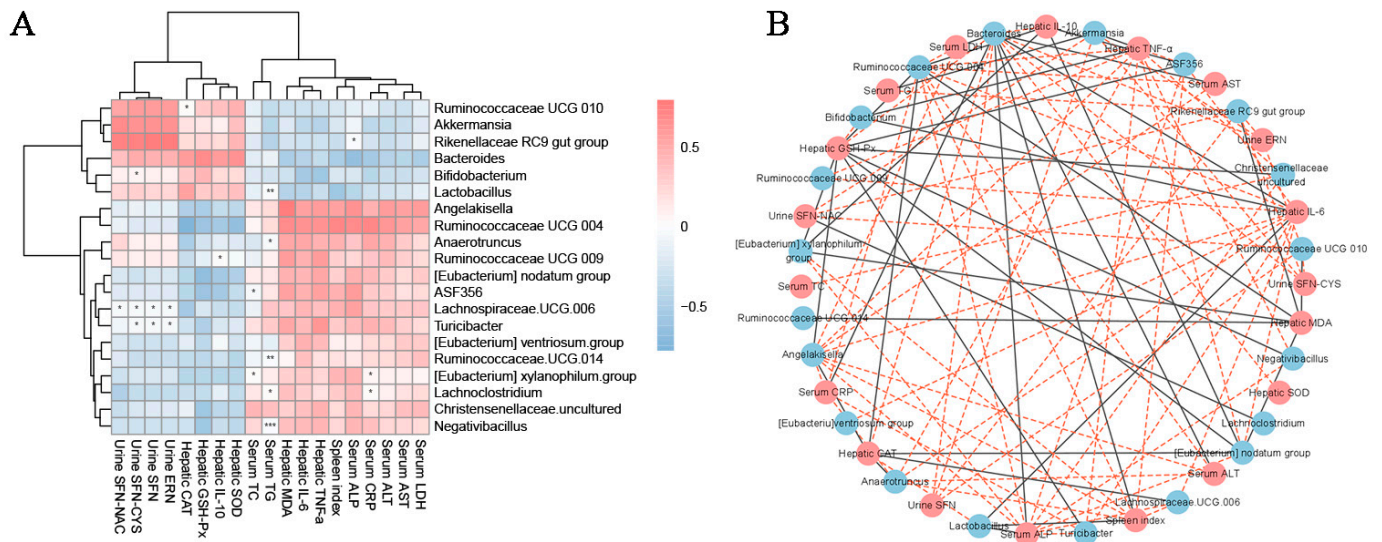 A
Ruminococcaceae UCG 010
Akkermansia
Rikenellaceae RC9 gut group
Bacteroides
Bifidobacterium
Lactobacillus
Angelakisella
Ruminococcaceae UCG 004
Anaerotruncus
Ruminococcaceae UCG 009
[Eubacterium] nodatum group
ASF356
Lachnospiraceae.UCG.006
Turicibacter
[Eubacterium] ventriosum.group
Ruminococcaceae.UCG.014
[Eubacterium] xylanophilum.group
Lachnoclostridium
Christensenellaceae.uncultured
Negativibacillus
*
*
*
**
*
*
*
* * * *
* * *
**
* *
* *
***
Urine SFN-NAC
Urine SFN-CYS
Urine SFN
Urine ERN
Hepatic CAT
Hepatic GSH-Px
Hepatic IL-10
Hepatic SOD
Serum TC
Serum TG
Hepatic MDA
Hepatic IL-6
Hepatic TNF-a
Spleen index
Serum ALP
Serum CRP
Serum ALT
Serum AST
Serum LDH
0.5
0
−0.5
B
Hepatic IL-10
Akkermansia
Hepatic TNF-α
ASF356
Serum AST
Rikenellaceae RC9 gut group
Urine ERN
Christensenellaceae
uncultured
Hepatic IL-6
Ruminococcaceae UCG 010
Urine SFN-CYS
Hepatic MDA
Negativibacillus
Hepatic SOD
Lachnoclostridium
[Eubacterium] nodatum group
Serum ALT
Lachnospiraceae.UCG.006
Spleen index
Turicibacter
Serum ALP
Lactobacillus
Urine SFN
Anaerotruncus
Hepatic CAT
[Eubacteriu]ventriosum group
Serum CRP
Angelakisella
Ruminococcaceae UCG.014
Serum TC
[Eubacterium] xylanophilum
group
Urine SFN-NAC
Ruminococcaceae UCG 009
Hepatic GSH-Px
Bifidobacterium
Serum TG
Ruminococcaceae UCG 004
Serum LDH
Bacteroides